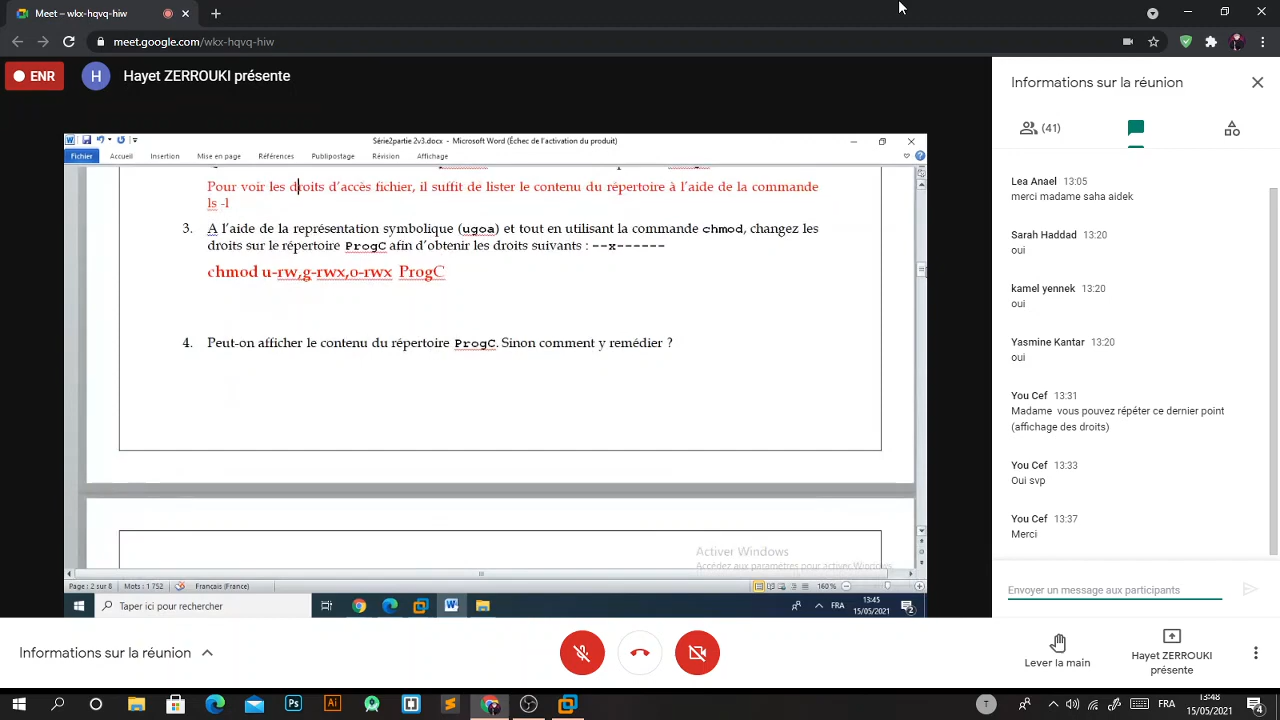 Meet – wkx-hqvq-hiw
meet.google.com/wkx-hqvq-hiw
ENR
H
Hayet ZERROUKI présente
Informations sur la réunion
(41)
Série2partie 2v3.docx - Microsoft Word (Échec de l'activation du produit)
Fichier Accueil Insertion Mise en page Références Publipostage Révision Affichage
Pour voir les droits d'accès fichier, il suffit de lister le contenu du répertoire à l'aide de la commande
ls -l
3. A l'aide de la représentation symbolique (ugoa) et tout en utilisant la commande chmod, changez les
droits sur le répertoire ProgC afin d'obtenir les droits suivants : --x------
chmod u-rw,g-rwx,o-rwx ProgC
4. Peut-on afficher le contenu du répertoire ProgC. Sinon comment y remédier ?
Activer Windows
Accédez aux paramètres pour activer Windows.
Page : 2 sur 8 Mots : 1 752 Français (France) 160 %
Taper ici pour rechercher
FRA
13:45
15/05/2021
2
Lea Anael 13:05
merci madame saha aidek
Sarah Haddad 13:20
oui
kamel yennek 13:20
oui
Yasmine Kantar 13:20
oui
You Cef 13:31
Madame vous pouvez répéter ce dernier point
(affichage des droits)
You Cef 13:33
Oui svp
You Cef 13:37
Merci
Envoyer un message aux participants
Informations sur la réunion
Lever la main
Hayet ZERROUKI
présente
Ps
Ai
T
FRA
13:48
15/05/2021
4